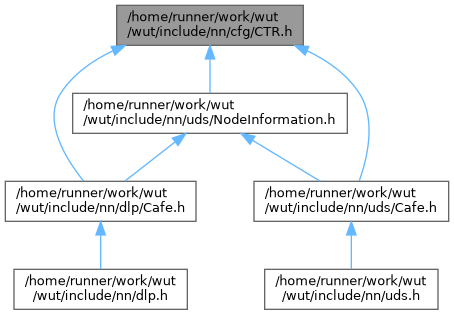 /home/runner/work/wut
/wut/include/nn/cfg/CTR.h
/home/runner/work/wut
/wut/include/nn/uds/NodeInformation.h
/home/runner/work/wut
/wut/include/nn/dlp/Cafe.h
/home/runner/work/wut
/wut/include/nn/uds/Cafe.h
/home/runner/work/wut
/wut/include/nn/dlp.h
/home/runner/work/wut
/wut/include/nn/uds.h